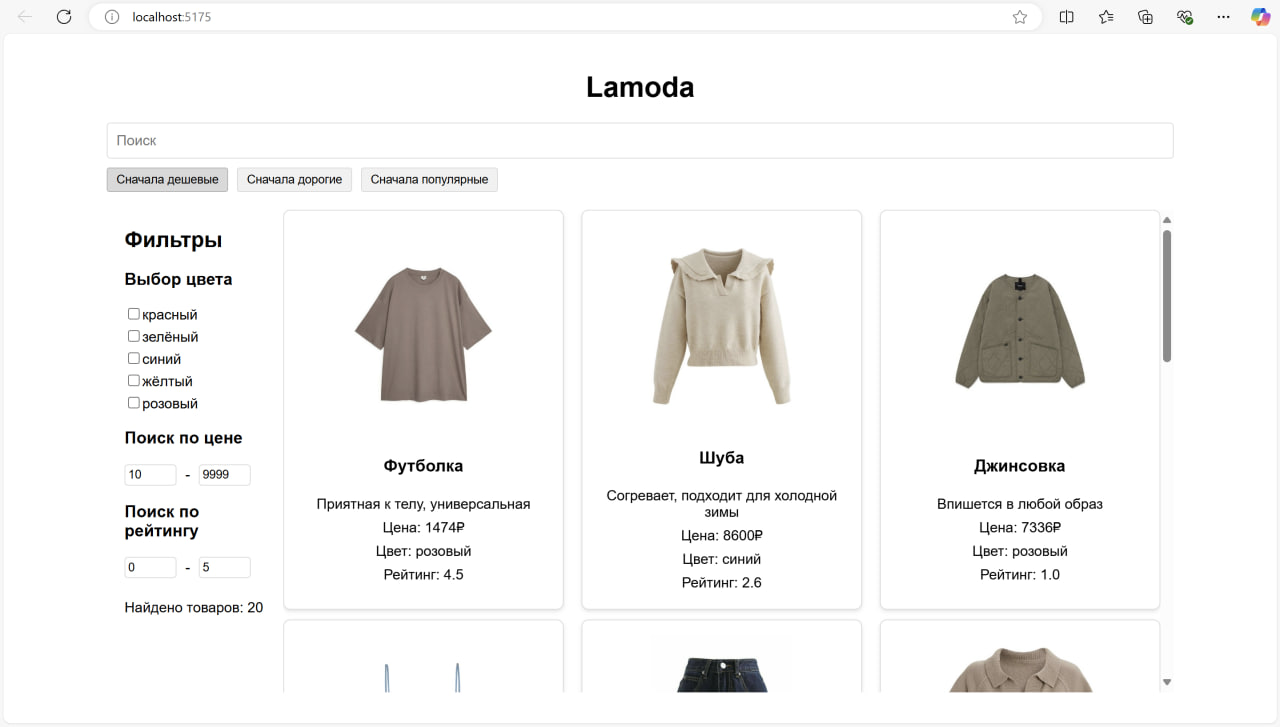 localhost:5175
Lamoda
Поиск
Сначала дешевые
Сначала дорогие
Сначала популярные
Фильтры
Выбор цвета
красный
зелёный
синий
жёлтый
розовый
Поиск по цене
10 - 9999
Поиск по
рейтингу
0 - 5
Найдено товаров: 20
Футболка
Приятная к телу, универсальная
Цена: 1474₽
Цвет: розовый
Рейтинг: 4.5
Шуба
Согревает, подходит для холодной
зимы
Цена: 8600₽
Цвет: синий
Рейтинг: 2.6
Джинсовка
Впишется в любой образ
Цена: 7336₽
Цвет: розовый
Рейтинг: 1.0